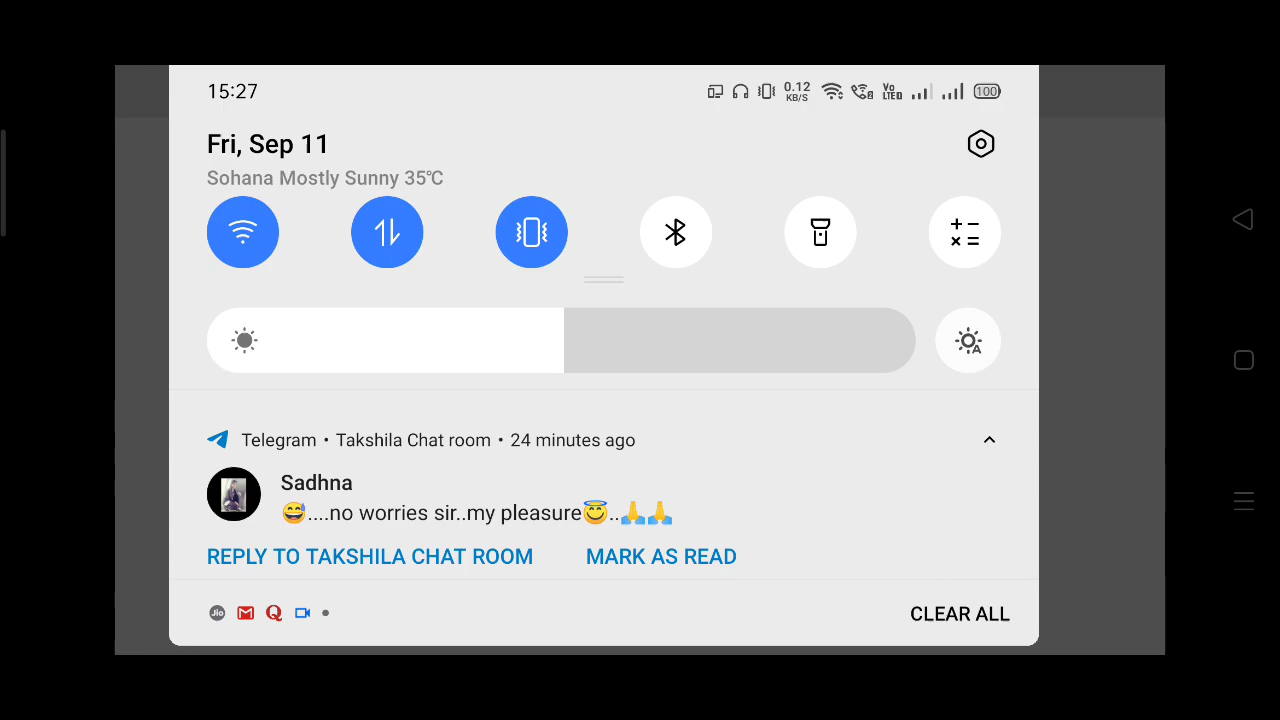 15:27
0.12
KB/S
Vo
LTE
100
Fri, Sep 11
Sohana Mostly Sunny 35℃
A
Telegram • Takshila Chat room • 24 minutes ago
Sadhna
😅....no worries sir..my pleasure😇..🙏🙏
REPLY TO TAKSHILA CHAT ROOM MARK AS READ
Jio
CLEAR ALL